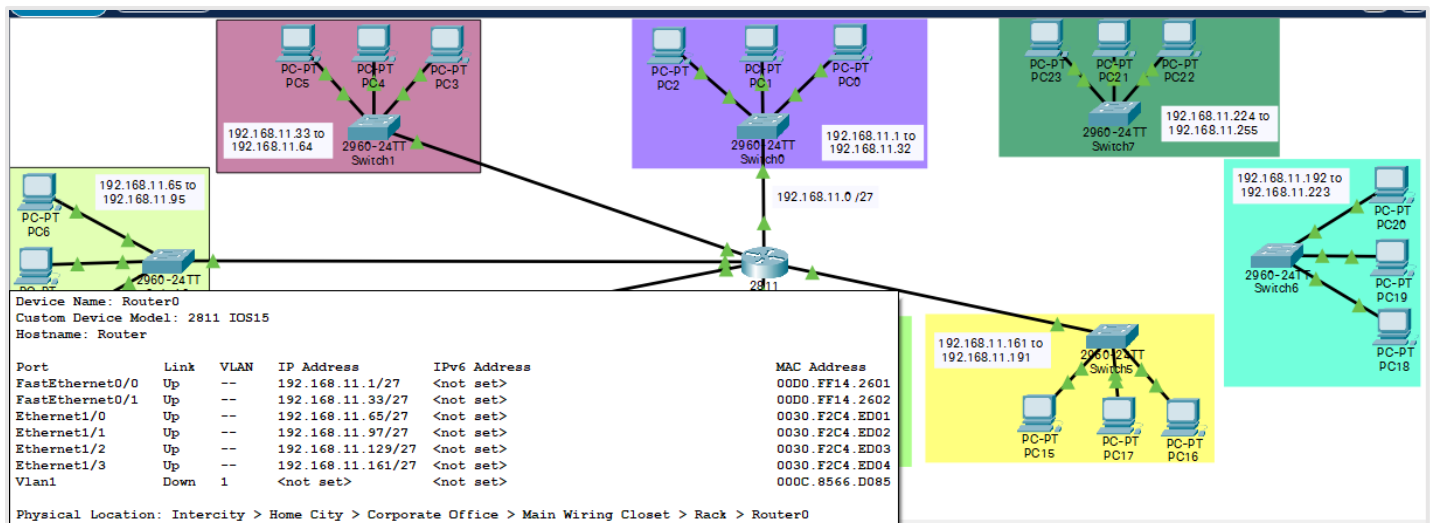 PC-PT
PC5
PC-PT
PC4
PC-PT
PC3
192.168.11.33 to
192.168.11.64
2960-24TT
Switch1
PC-PT
PC2
PC-PT
PC1
PC-PT
PC0
192.168.11.1 to
192.168.11.32
2960-24TT
Switch0
192.168.11.0 /27
PC-PT
PC23
PC-PT
PC21
PC-PT
PC22
192.168.11.224 to
192.168.11.255
2960-24TT
Switch7
192.168.11.65 to
192.168.11.95
PC-PT
PC6
2960-24TT
2811
192.168.11.192 to
192.168.11.223
PC-PT
PC20
2960-24TT
Switch6
PC-PT
PC19
PC-PT
PC18
192.168.11.161 to
192.168.11.191
2960-24TT
Switch5
PC-PT
PC15
PC-PT
PC17
PC-PT
PC16
Device Name: Router0
Custom Device Model: 2811 IOS15
Hostname: Router
Port Link VLAN IP Address IPv6 Address MAC Address
FastEthernet0/0 Up -- 192.168.11.1/27 <not set> 00D0.FF14.2601
FastEthernet0/1 Up -- 192.168.11.33/27 <not set> 00D0.FF14.2602
Ethernet1/0 Up -- 192.168.11.65/27 <not set> 0030.F2C4.ED01
Ethernet1/1 Up -- 192.168.11.97/27 <not set> 0030.F2C4.ED02
Ethernet1/2 Up -- 192.168.11.129/27 <not set> 0030.F2C4.ED03
Ethernet1/3 Up -- 192.168.11.161/27 <not set> 0030.F2C4.ED04
Vlan1 Down 1 <not set> <not set> 000C.8566.D085
Physical Location: Intercity > Home City > Corporate Office > Main Wiring Closet > Rack > Router0